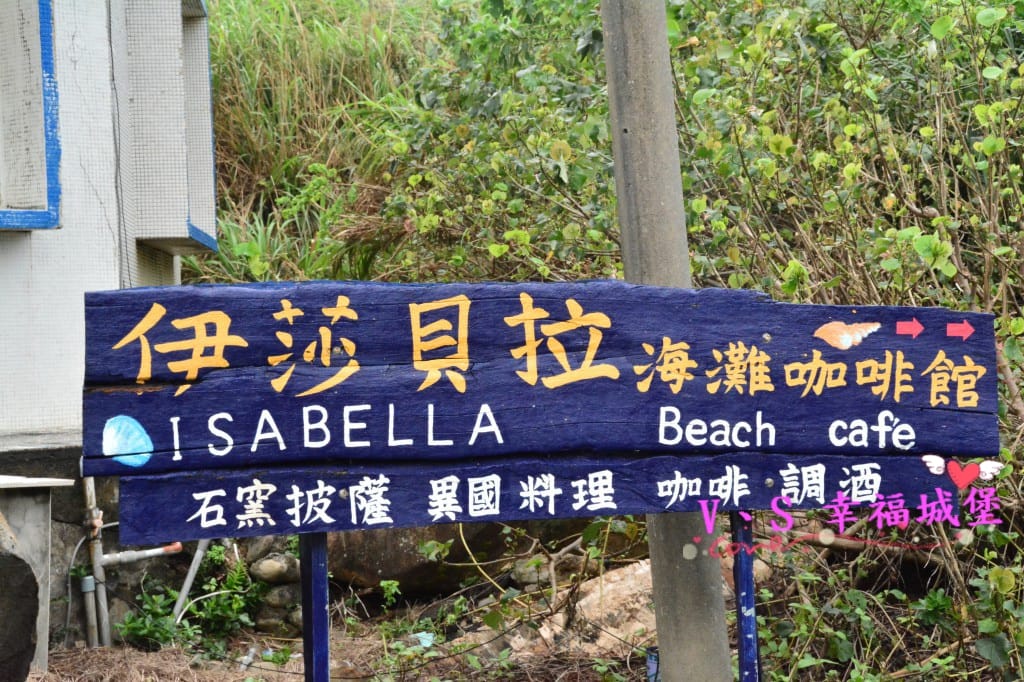 伊莎貝拉海灘咖啡館
ISABELLA Beach café
石窯披薩 異國料理 咖啡 調酒
V、S 幸福城堡